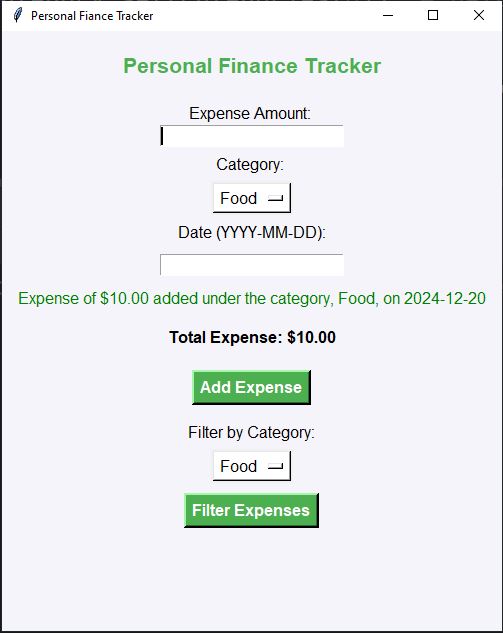 Personal Fiance Tracker
Personal Finance Tracker
Expense Amount:
Category:
Food
Date (YYYY-MM-DD):
Expense of $10.00 added under the category, Food, on 2024-12-20
Total Expense: $10.00
Add Expense
Filter by Category:
Food
Filter Expenses